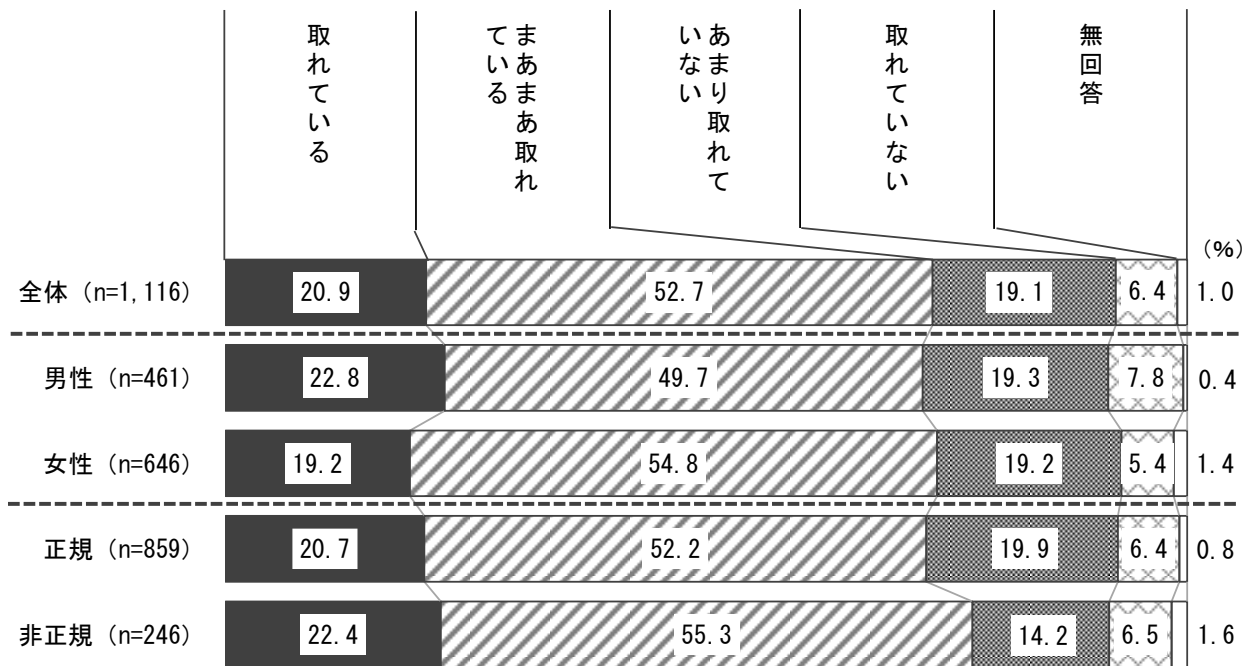 取れている
まあまあ取れ
ている
あまり取れて
いない
取れていない
無回答
(%)
全体 (n=1,116) 20.9 52.7 19.1 6.4 1.0
男性 (n=461) 22.8 49.7 19.3 7.8 0.4
女性 (n=646) 19.2 54.8 19.2 5.4 1.4
正規 (n=859) 20.7 52.2 19.9 6.4 0.8
非正規 (n=246) 22.4 55.3 14.2 6.5 1.6